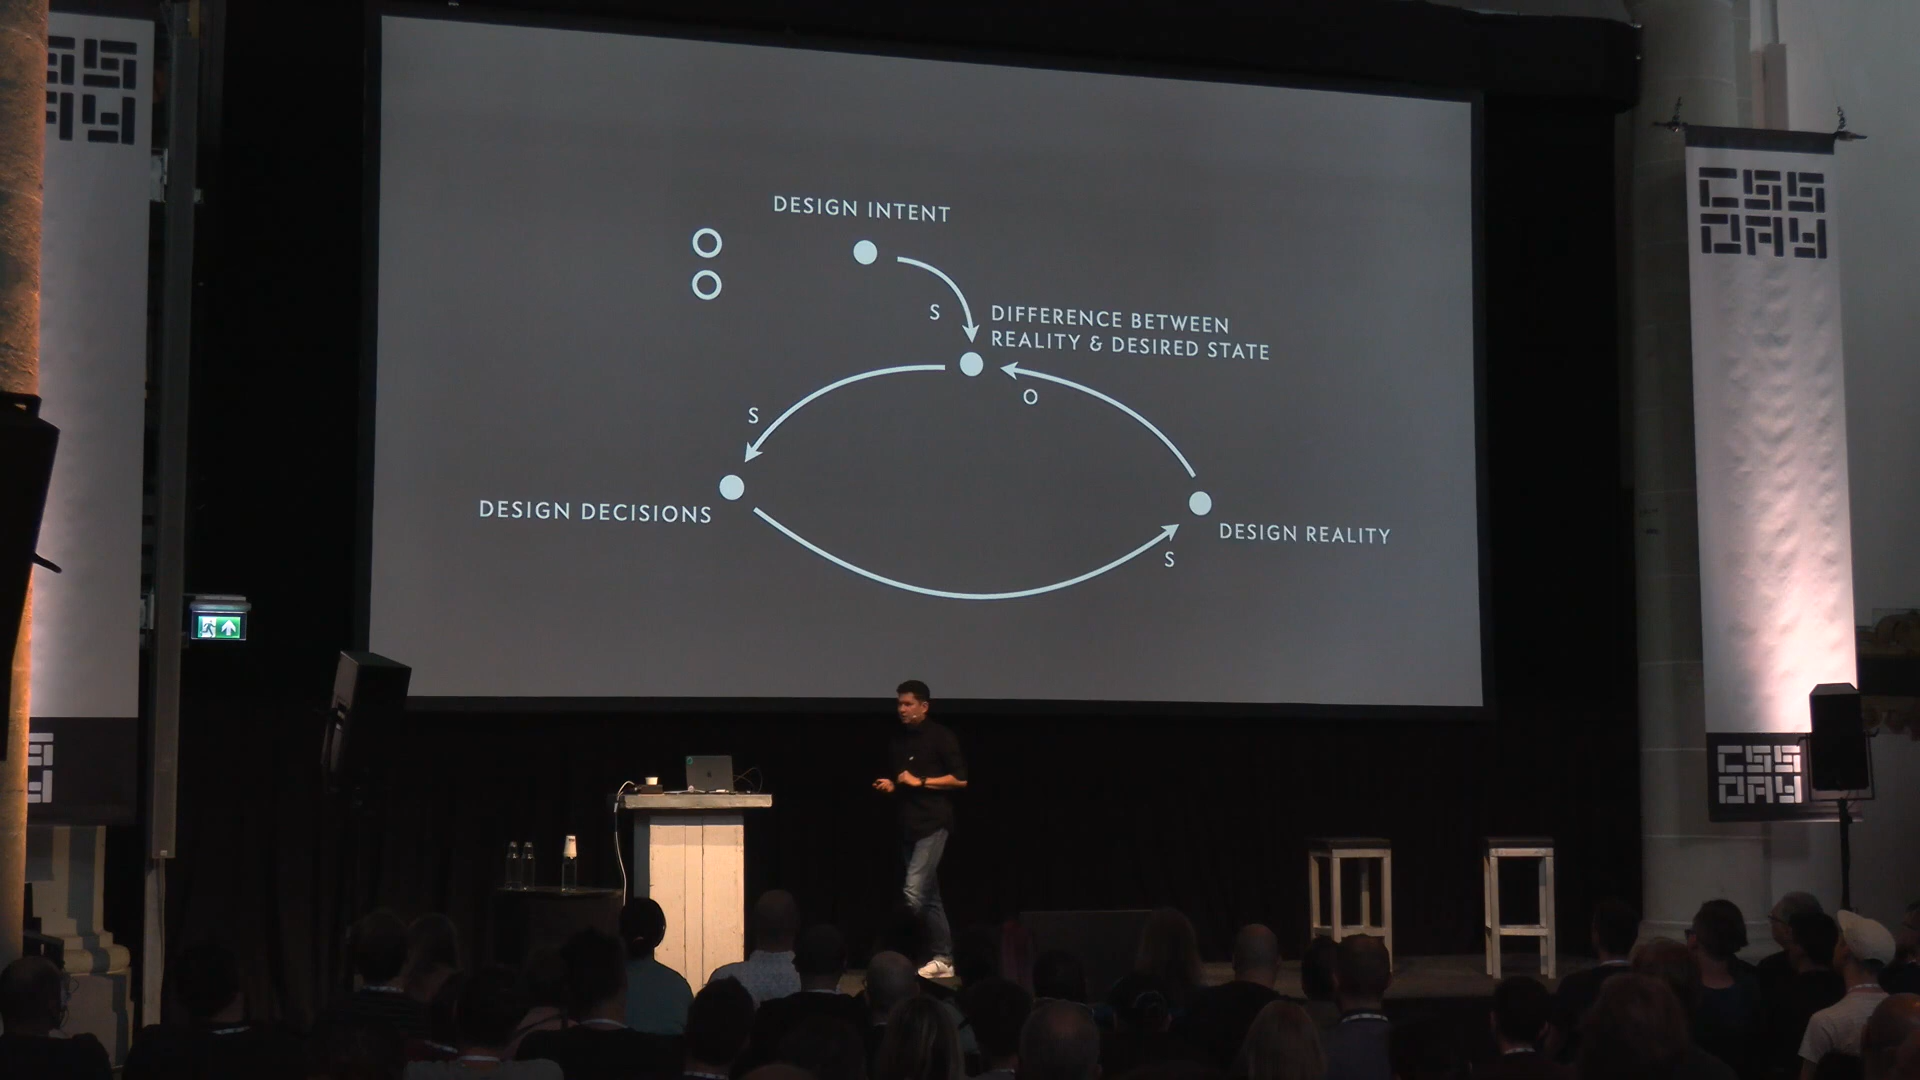 DESIGN INTENT
S
DIFFERENCE BETWEEN
REALITY & DESIRED STATE
O
S
DESIGN DECISIONS
DESIGN REALITY
S
CSS
DAY
CSS
DAY